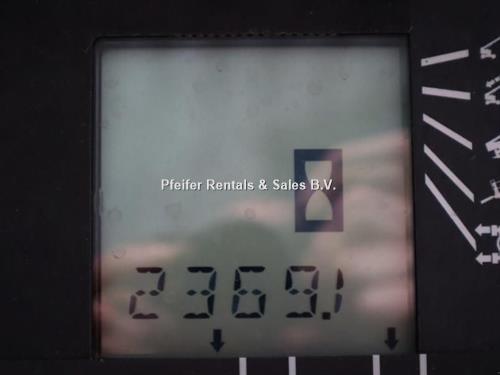 Pfeifer Rentals & Sales B.V.
2369.1